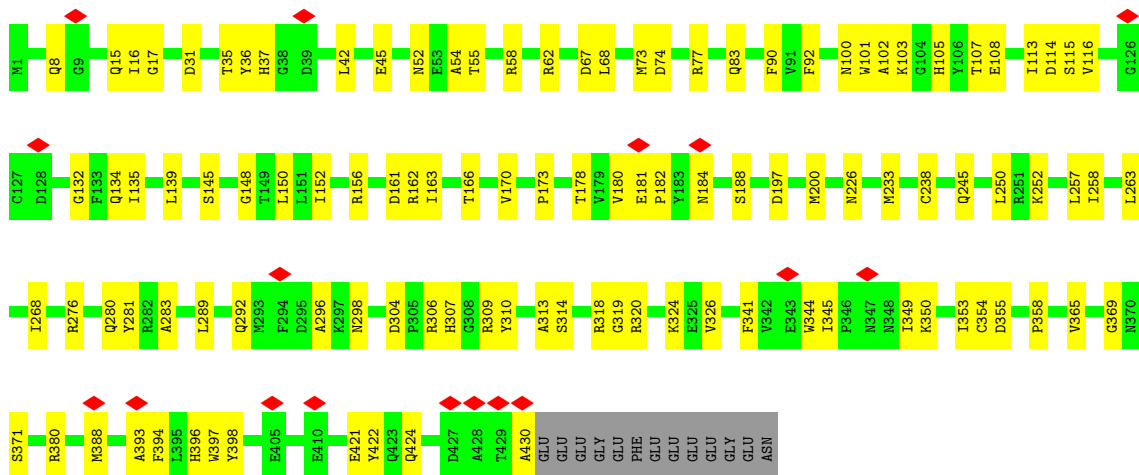 M1 Q8 G9 Q15 I16 G17 D31 T35 Y36 H37 G38 D39 L42 E45 N52 E53 A54 T55 R58 R62 D67 L68 M73 D74 R77 Q83 F90 V91 F92 N100 W101 A102 K103 G104 H105 Y106 T107 E108 I113 D114 S115 V116 G126
C127 D128 G132 F133 Q134 I135 L139 S145 G148 T149 L150 L151 I152 R156 D161 R162 I163 T166 V170 P173 T178 V179 V180 E181 P182 Y183 N184 S188 D197 M200 N226 M233 C238 Q245 L250 R251 K252 L257 I258 L263
I268 R276 Q280 Y281 R282 A283 L289 Q292 M293 F294 D295 A296 K297 N298 D304 P305 R306 H307 G308 R309 Y310 A313 S314 R318 G319 R320 K324 E325 V326 F341 V342 E343 W344 I345 P346 N347 N348 I349 K350 I353 C354 D355 P358 V365 G369 N370
S371 R380 M388 A393 F394 L395 H396 W397 Y398 E405 E410 E421 Y422 Q423 Q424 D427 A428 T429 A430 GLU GLU GLU GLY GLU PHE GLU GLU GLU GLU GLU GLY GLU ASN